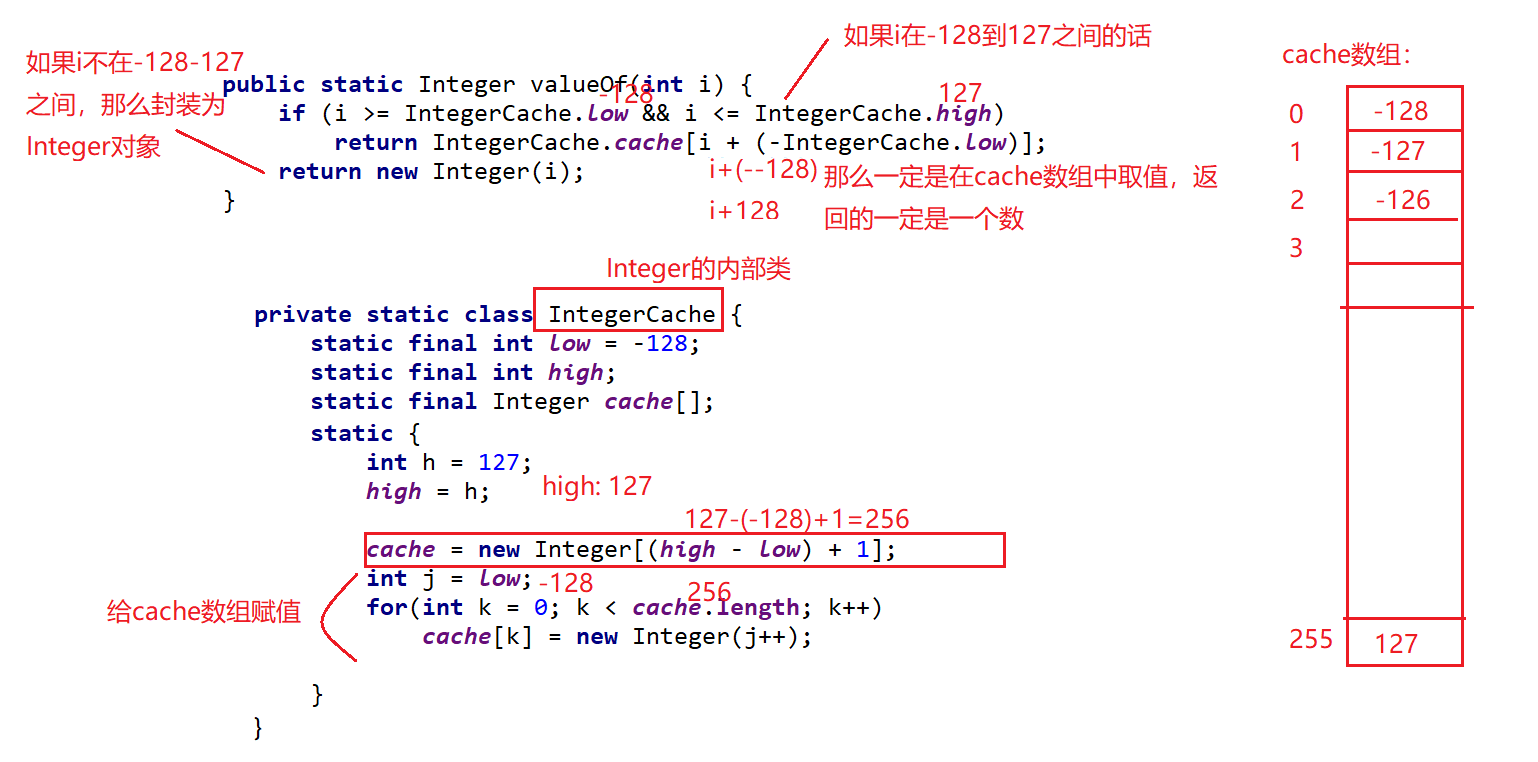 如果i不在-128-127
之间，那么封装为
Integer对象
如果i在-128到127之间的话
public static Integer valueOf(int i) {
-128
127
if (i >= IntegerCache.low && i <= IntegerCache.high)
return IntegerCache.cache[i + (-IntegerCache.low)];
return new Integer(i);
}
i+(--128)
i+128
那么一定是在cache数组中取值，返
回的一定是一个数
Integer的内部类
private static class IntegerCache {
static final int low = -128;
static final int high;
static final Integer cache[];
static {
int h = 127;
high = h;
high: 127
127-(-128)+1=256
cache = new Integer[(high - low) + 1];
int j = low;
-128
256
for(int k = 0; k < cache.length; k++)
cache[k] = new Integer(j++);
给cache数组赋值
}
}
cache数组：
0 -128
1 -127
2 -126
3
255 127